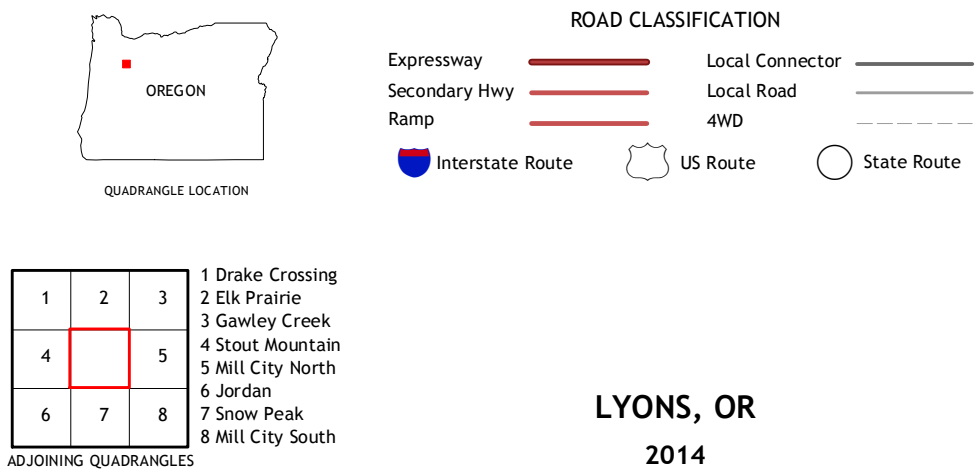 OREGON
QUADRANGLE LOCATION
ROAD CLASSIFICATION
Expressway
Secondary Hwy
Ramp
Local Connector
Local Road
4WD
Interstate Route
US Route
State Route
1 2 3
4 5
6 7 8
1 Drake Crossing
2 Elk Prairie
3 Gawley Creek
4 Stout Mountain
5 Mill City North
6 Jordan
7 Snow Peak
8 Mill City South
ADJOINING QUADRANGLES
LYONS, OR
2014